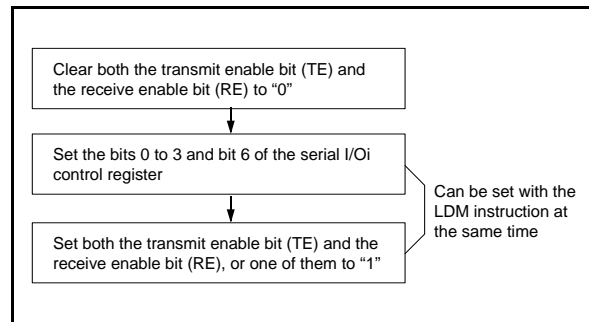 Clear both the transmit enable bit (TE) and
the receive enable bit (RE) to “0”
Set the bits 0 to 3 and bit 6 of the serial I/Oi
control register
Set both the transmit enable bit (TE) and the
receive enable bit (RE), or one of them to “1”
Can be set with the
LDM instruction at
the same time